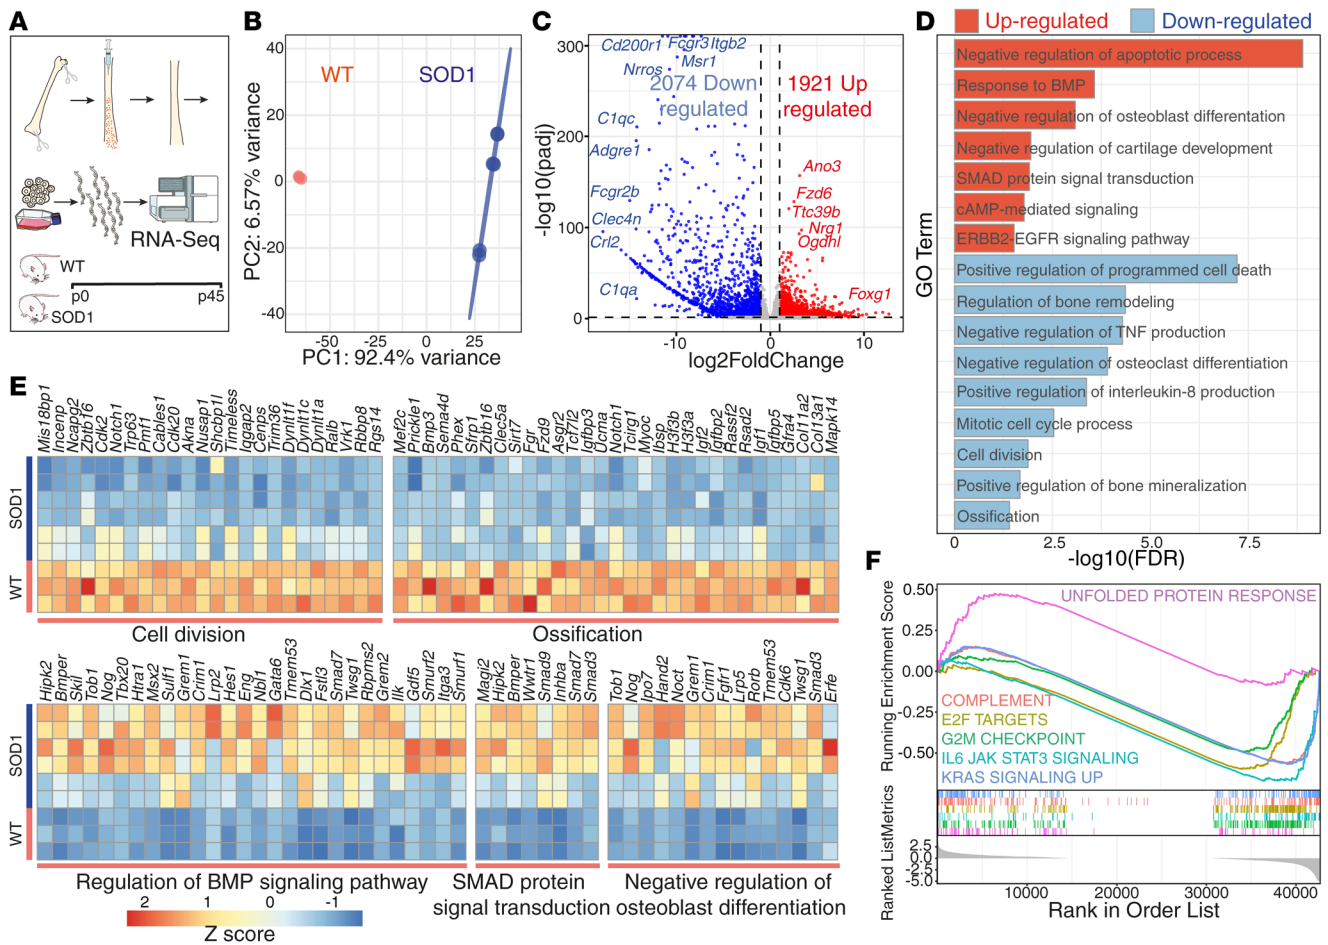 A
RNA-Seq
WT
SOD1
p0
p45
B
WT
SOD1
PC2: 6.57% variance
40
20
0
-20
-40
-50
-25
0
25
PC1: 92.4% variance
C
Cd200r1
Fcgr3
Itgb2
Msr1
Nrros
2074 Down
regulated
1921 Up
regulated
C1qc
Adgre1
Fcgr2b
Clec4n
Crl2
C1qa
Ano3
Fzd6
Ttc39b
Nrg1
Ogdhl
Foxg1
-log10(padj)
300
200
100
0
-10
0
10
log2FoldChange
D
Up-regulated
Down-regulated
GO Term
Negative regulation of apoptotic process
Response to BMP
Negative regulation of osteoblast differentation
Negative regulation of cartilage development
SMAD protein signal transduction
cAMP-mediated signaling
ERBB2-EGFR signaling pathway
Positive regulation of programmed cell death
Regulation of bone remodeling
Negative regulation of TNF production
Negative regulation of osteoclast differentiation
Positive regulation of interleukin-8 production
Mitotic cell cycle process
Cell division
Positive regulation of bone mineralization
Ossification
0
2.5
5.0
7.5
-log10(FDR)
E
Mis18bp1
Incenp
Ncapg2
Zbtb16
Cdk2
Notch1
Trp63
Pmf1
Cables1
Cdk20
Akna
Nusap1
Shcbp1l
Timeless
Iqgap2
Cenps
Trim36
Dynlt1f
Dynlt1c
Dynlt1a
Ralb
Vrk1
Rbbp8
Rgs14
Mef2c
Prickle1
Bmp3
Sema4d
Phex
Sfrp1
Zbtb16
Clec5a
Sirt7
Fgr
Fzd9
Asgr2
Tcf7l2
Igfbp3
Ucma
Notch1
Tcirg1
Myoc
Ibsp
H3f3b
H3f3a
Igf2
Igfbp2
Rassf2
Rsad2
Igf1
Igfbp5
Gfra4
Col11a2
Col13a1
Mapk14
SOD1
WT
Cell division
Ossification
Hipk2
Bmper
Skil
Tob1
Nog
Tbx20
Htra1
Msx2
Sulf1
Grem1
Crim1
Lrp2
Hes1
Eng
Nbl1
Gata6
Tmem53
Dlx1
Fstl3
Smad7
Twsg1
Rbpms2
Grem2
Ilk
Gdf5
Smurf2
Itga3
Smurf1
Magi2
Hipk2
Bmper
Wwtr1
Smad9
Inhba
Smad7
Smad3
Tob1
Nog
Ipo7
Hand2
Noct
Grem1
Crim1
Fgfr1
Lrp5
Rorb
Tmem53
Cdk6
Twsg1
Smad3
Erfe
SOD1
WT
Regulation of BMP signaling pathway
SMAD protein
signal transduction
Negative regulation of
osteoblast differentiation
2
1
0
-1
Z score
F
Running Enrichment Score
0.50
0.25
0.00
-0.25
-0.50
UNFOLDED PROTEIN RESPONSE
COMPLEMENT
E2F TARGETS
G2M CHECKPOINT
IL6 JAK STAT3 SIGNALING
KRAS SIGNALING UP
Ranked ListMetrics
2.5
0.0
-2.5
-5.0
10000
20000
30000
40000
Rank in Order List